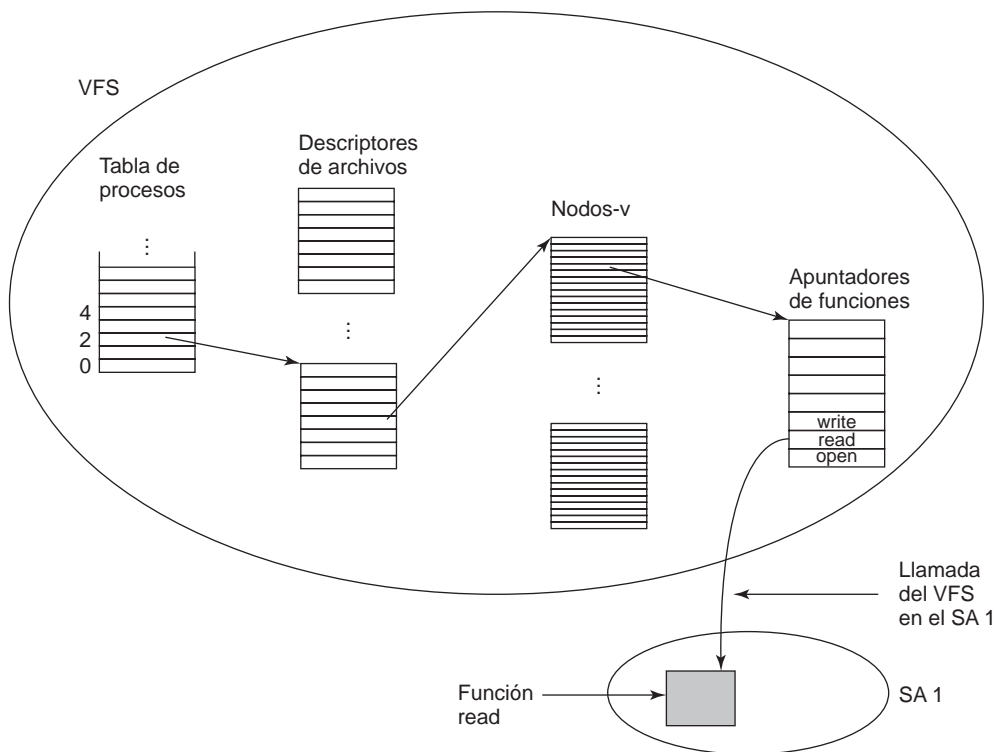 VFS
Tabla de
procesos
⋮
4
2
0
Descriptores
de archivos
⋮
Nodos-v
⋮
Apuntadores
de funciones
write
read
open
Llamada
del VFS
en el SA 1
Función
read
SA 1